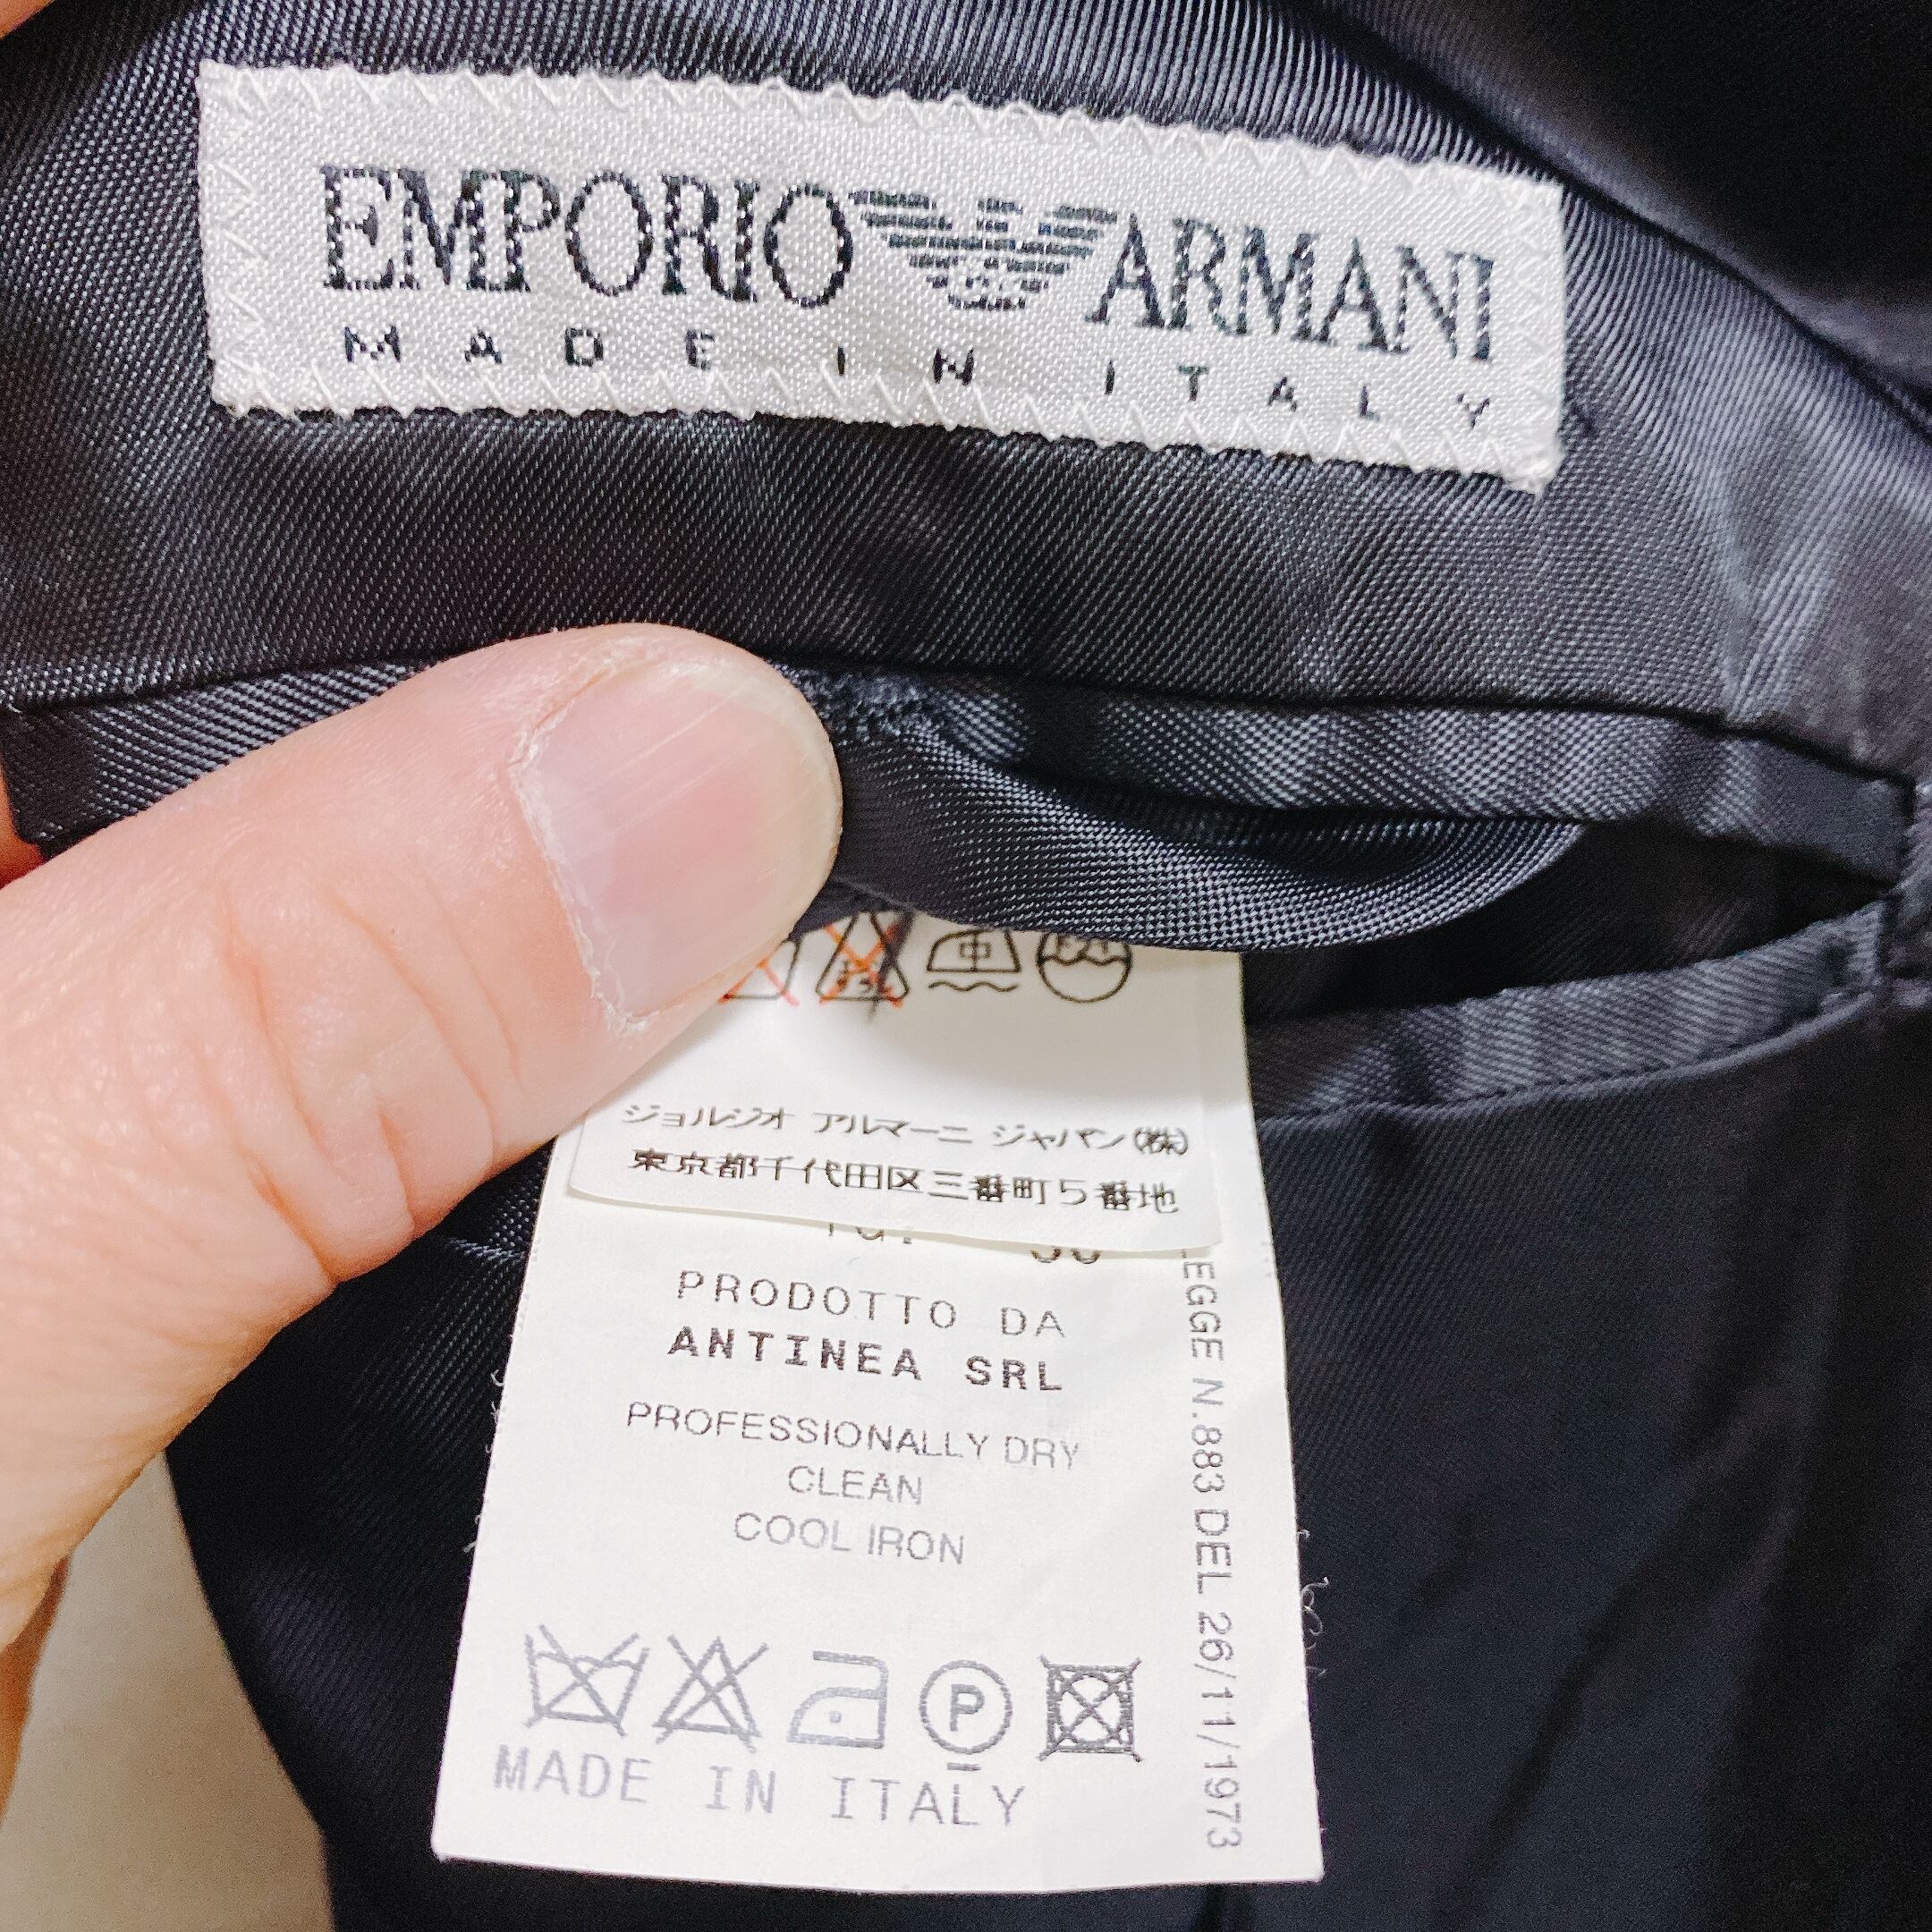 EMPORIO ARMANI
MADE IN ITALY
中
ジョルジオ アルマーニ ジャパン(株)
東京都千代田区三番町5番地
PRODOTTO DA
ANTINEA SRL
PROFESSIONALLY DRY
CLEAN
COOL IRON
P
MADE IN ITALY
LEGGE N.883 DEL 26/11/1973